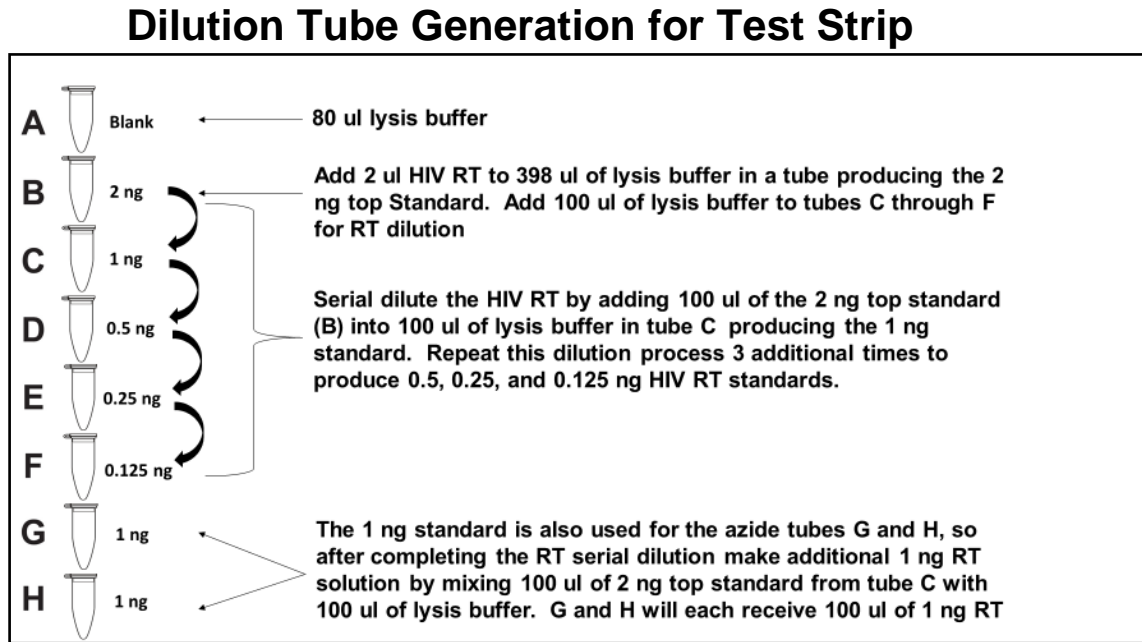 Dilution Tube Generation for Test Strip
A Blank 80 ul lysis buffer
B 2 ng
Add 2 ul HIV RT to 398 ul of lysis buffer in a tube producing the 2
ng top Standard.  Add 100 ul of lysis buffer to tubes C through F
for RT dilution
C 1 ng
D 0.5 ng
E 0.25 ng
F 0.125 ng
Serial dilute the HIV RT by adding 100 ul of the 2 ng top standard
(B) into 100 ul of lysis buffer in tube C  producing the 1 ng
standard.  Repeat this dilution process 3 additional times to
produce 0.5, 0.25, and 0.125 ng HIV RT standards.
G 1 ng
H 1 ng
The 1 ng standard is also used for the azide tubes G and H, so
after completing the RT serial dilution make additional 1 ng RT
solution by mixing 100 ul of 2 ng top standard from tube C with
100 ul of lysis buffer.  G and H will each receive 100 ul of 1 ng RT